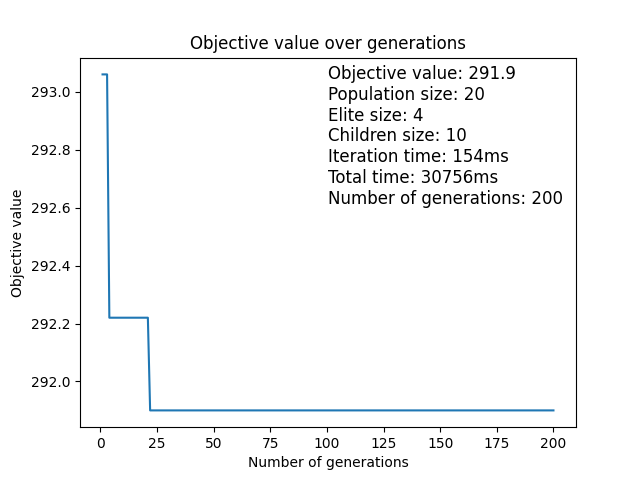 Objective value over generations
Objective value: 291.9
Population size: 20
Elite size: 4
Children size: 10
Iteration time: 154ms
Total time: 30756ms
Number of generations: 200
Objective value
293.0
292.8
292.6
292.4
292.2
292.0
0 25 50 75 100 125 150 175 200
Number of generations